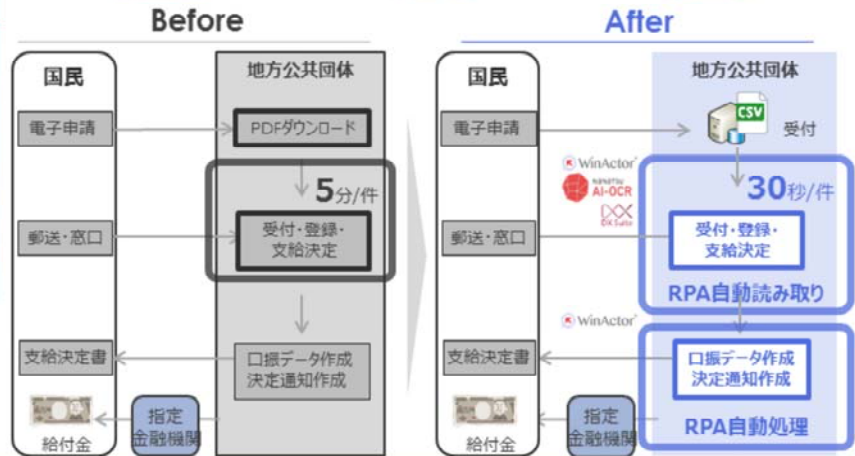 Before
国民
地方公共団体
電子申請
PDFダウンロード
5分/件
郵送・窓口
受付・登録・
支給決定
支給決定書
口振データ作成
決定通知作成
給付金
指定
金融機関
After
国民
地方公共団体
電子申請
CSV
受付
WinActor
NaNaTsu
AI-OCR
DX Suite
30秒/件
郵送・窓口
受付・登録・
支給決定
RPA自動読み取り
WinActor
支給決定書
口振データ作成
決定通知作成
給付金
指定
金融機関
RPA自動処理